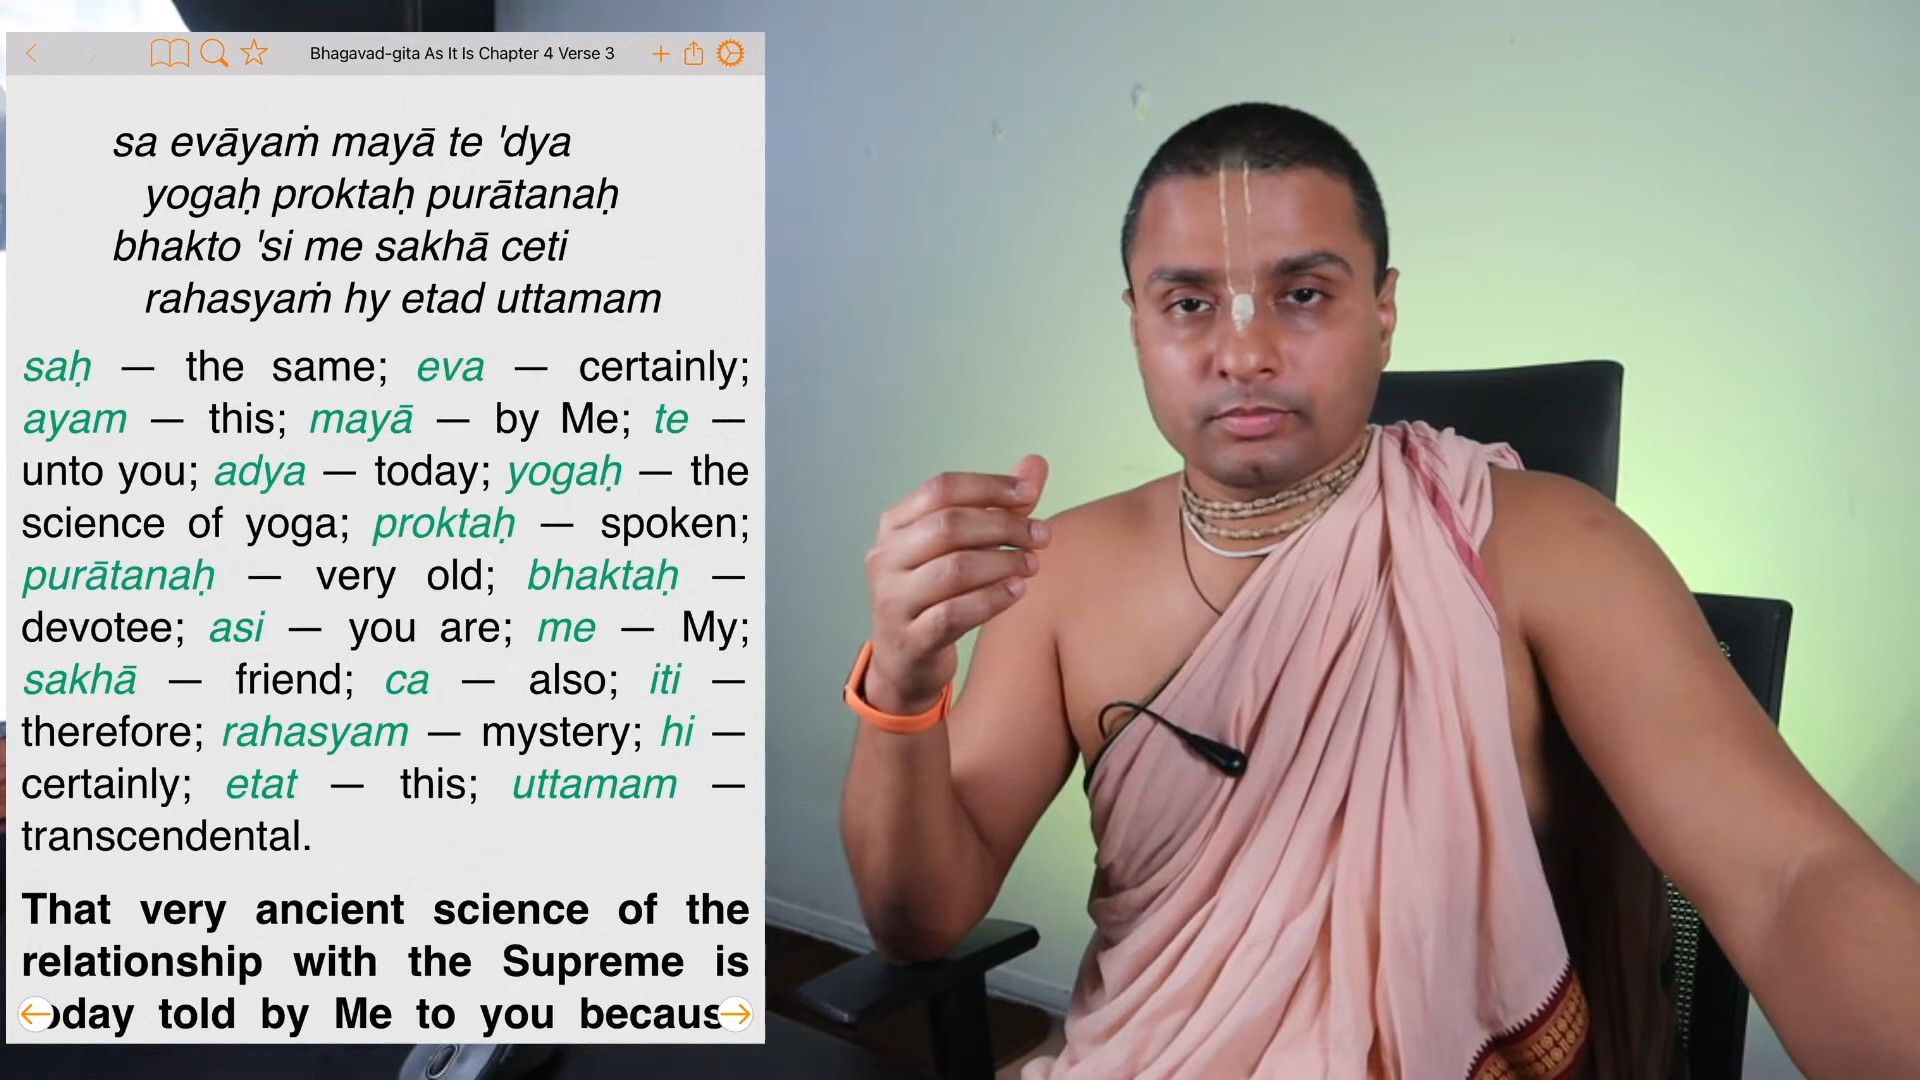 Bhagavad-gita As It Is Chapter 4 Verse 3
sa evāyaṁ mayā te 'dya
yogaḥ proktaḥ purātanaḥ
bhakto 'si me sakhā ceti
rahasyaṁ hy etad uttamam
saḥ — the same; eva — certainly;
ayam — this; mayā — by Me; te —
unto you; adya — today; yogaḥ — the
science of yoga; proktaḥ — spoken;
purātanaḥ — very old; bhaktaḥ —
devotee; asi — you are; me — My;
sakhā — friend; ca — also; iti —
therefore; rahasyam — mystery; hi —
certainly; etat — this; uttamam —
transcendental.
That very ancient science of the
relationship with the Supreme is
told by Me to you